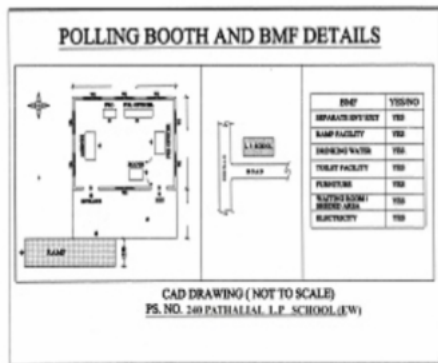 POLLING BOOTH AND BMF DETAILS
RAMP
L.P. SCHOOL
ROAD
BMF YES/NO
SEPARATE ENT/EXIT YES
RAMP FACILITY YES
DRINKING WATER YES
TOILET FACILITY YES
FURNITURE YES
WAITING ROOM / SHEDED AREA YES
ELECTRICITY YES
CAD DRAWING ( NOT TO SCALE)
PS. NO. 240 PATHALIAL L.P SCHOOL (EW)